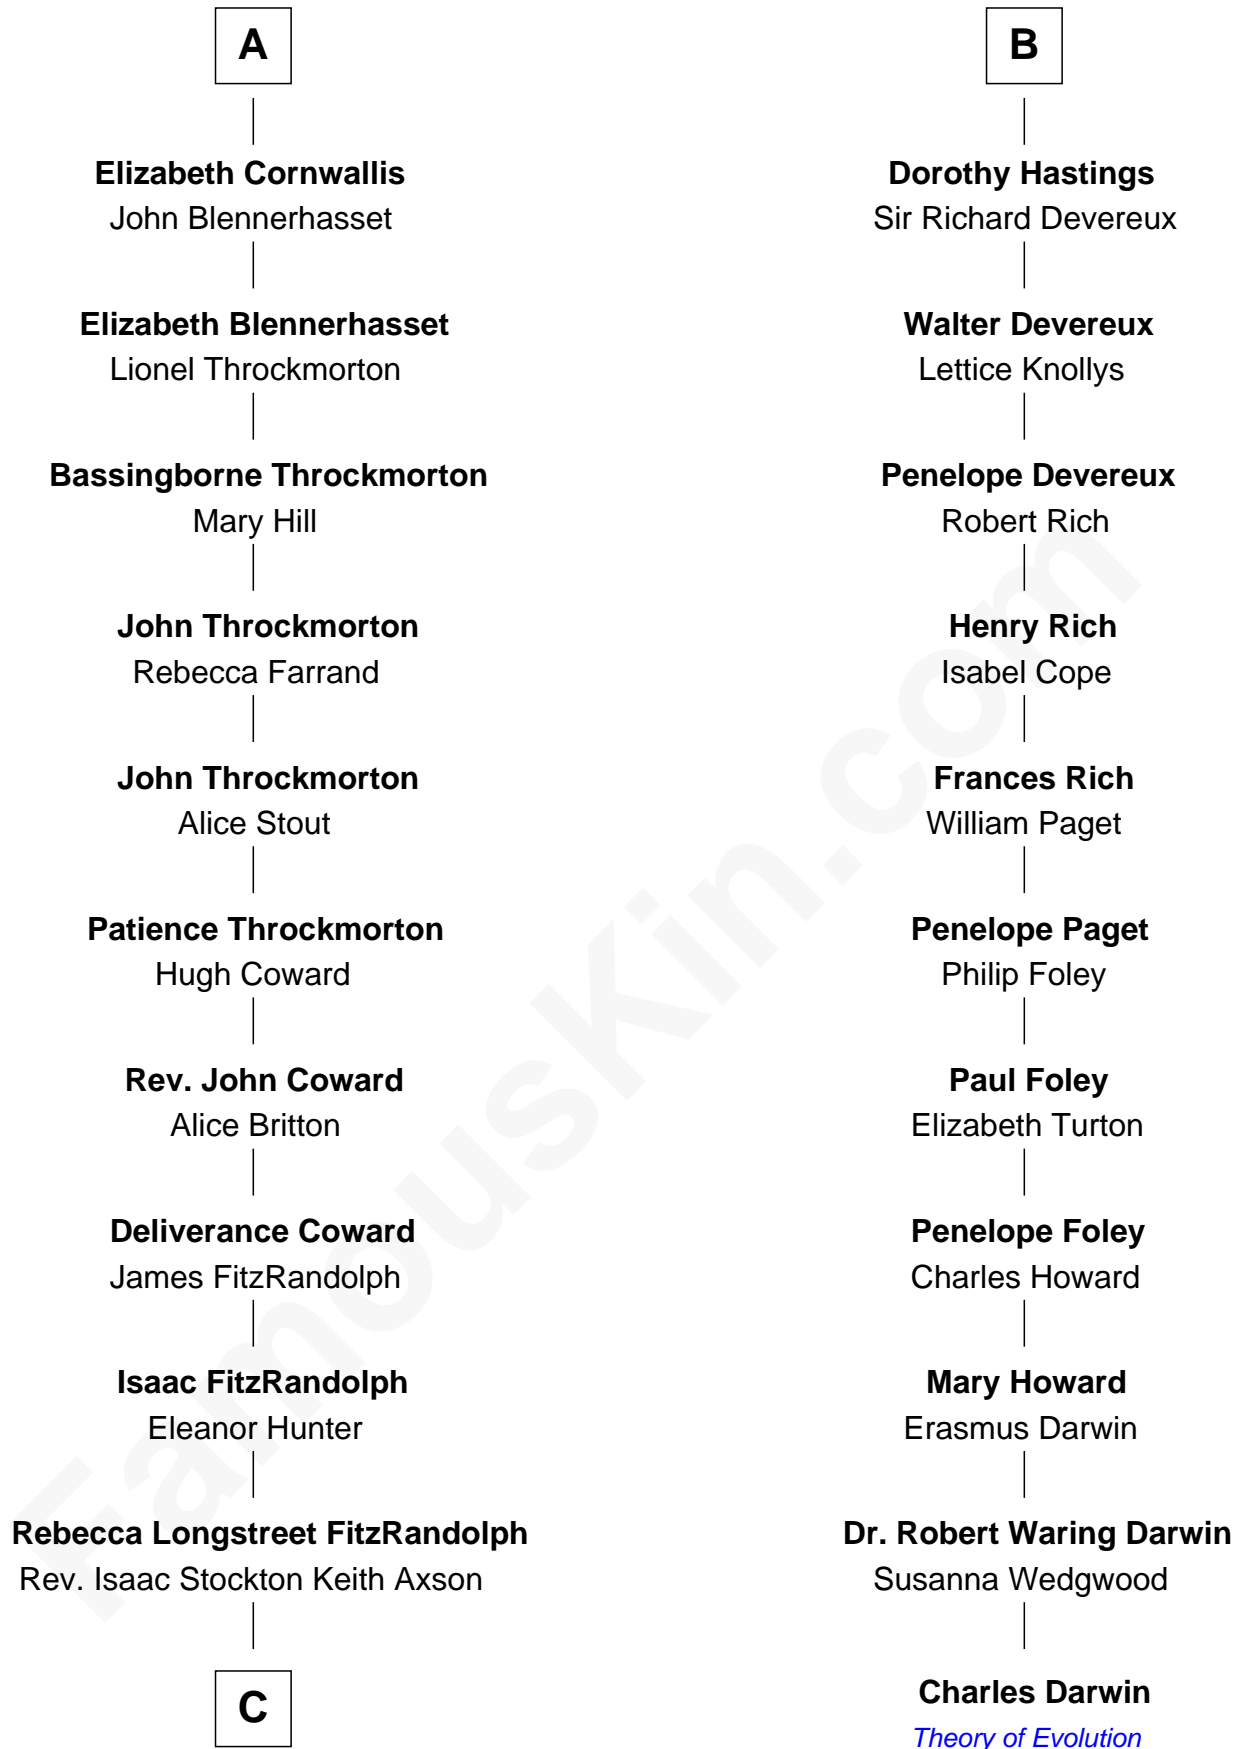 A
Elizabeth Cornwallis
John Blennerhasset
Elizabeth Blennerhasset
Lionel Throckmorton
Bassingborne Throckmorton
Mary Hill
John Throckmorton
Rebecca Farrand
John Throckmorton
Alice Stout
Patience Throckmorton
Hugh Coward
Rev. John Coward
Alice Britton
Deliverance Coward
James FitzRandolph
Isaac FitzRandolph
Eleanor Hunter
Rebecca Longstreet FitzRandolph
Rev. Isaac Stockton Keith Axson
C
B
Dorothy Hastings
Sir Richard Devereux
Walter Devereux
Lettice Knollys
Penelope Devereux
Robert Rich
Henry Rich
Isabel Cope
Frances Rich
William Paget
Penelope Paget
Philip Foley
Paul Foley
Elizabeth Turton
Penelope Foley
Charles Howard
Mary Howard
Erasmus Darwin
Dr. Robert Waring Darwin
Susanna Wedgwood
Charles Darwin
Theory of Evolution
FamousKin.com